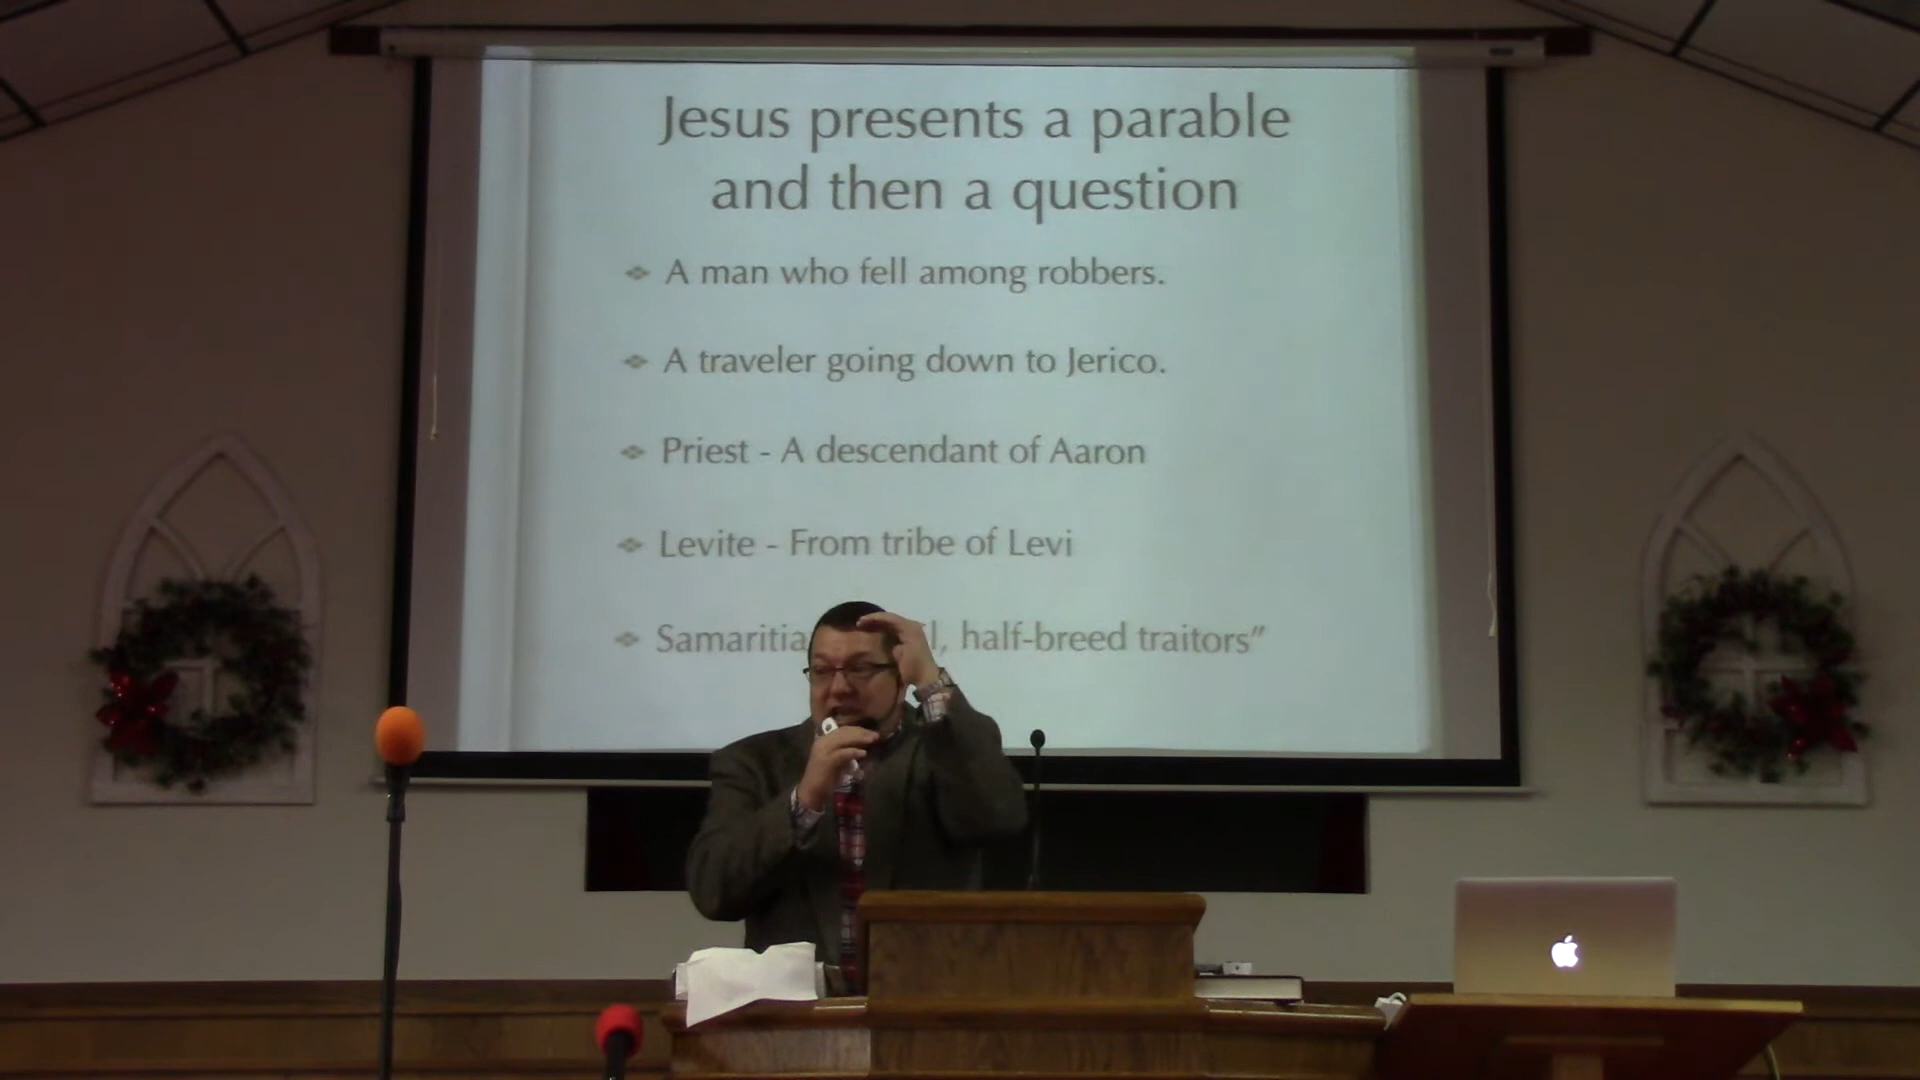 Jesus presents a parable
and then a question
A man who fell among robbers.
A traveler going down to Jerico.
Priest - A descendant of Aaron
Levite - From tribe of Levi
half-breed traitors”